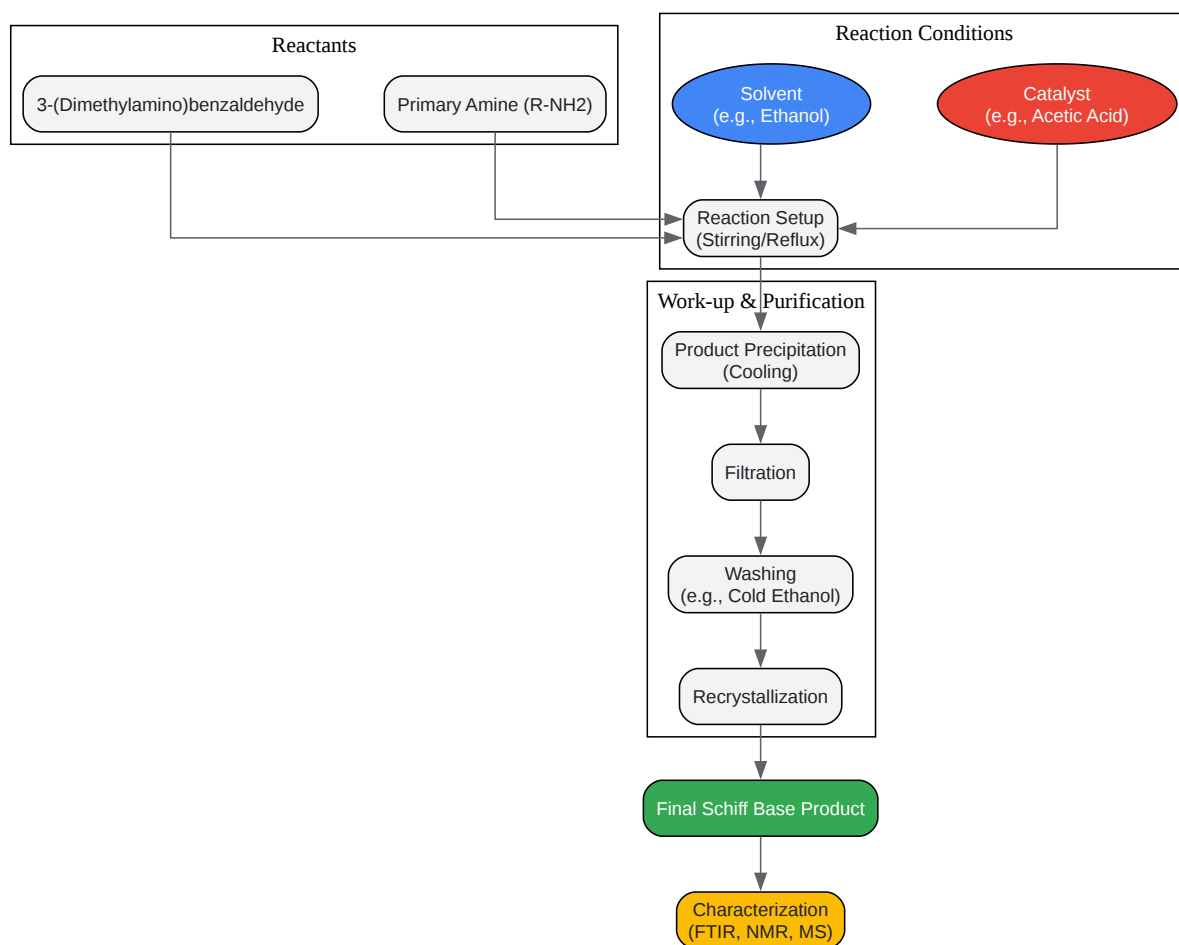 Reactants
3-(Dimethylamino)benzaldehyde
Primary Amine (R-NH2)
Reaction Conditions
Solvent
(e.g., Ethanol)
Catalyst
(e.g., Acetic Acid)
Reaction Setup
(Stirring/Reflux)
Work-up & Purification
Product Precipitation
(Cooling)
Filtration
Washing
(e.g., Cold Ethanol)
Recrystallization
Final Schiff Base Product
Characterization
(FTIR, NMR, MS)